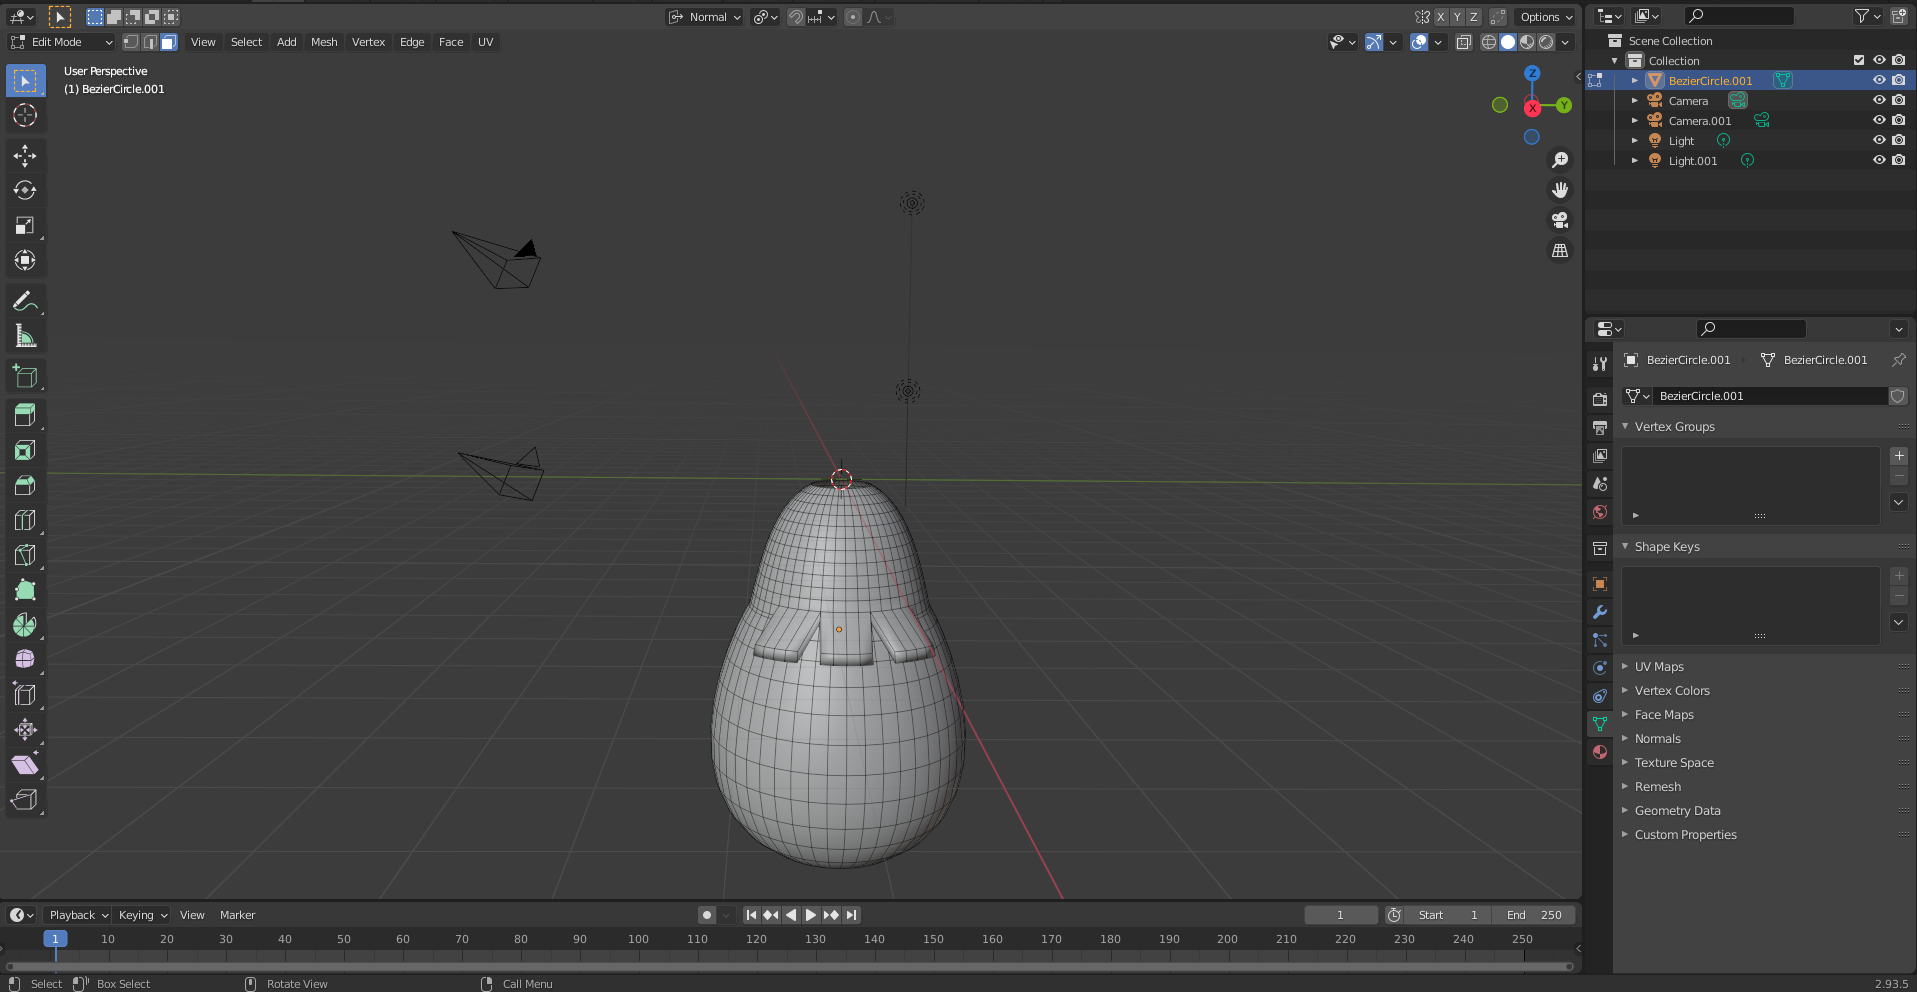 Normal
X Y Z
Options
Edit Mode
View Select Add Mesh Vertex Edge Face UV
User Perspective
(1) BezierCircle.001
Z
X
Y
Scene Collection
Collection
BezierCircle.001
Camera
Camera.001
Light
Light.001
BezierCircle.001 BezierCircle.001
BezierCircle.001
Vertex Groups
Shape Keys
UV Maps
Vertex Colors
Face Maps
Normals
Texture Space
Remesh
Geometry Data
Custom Properties
Playback Keying View Marker
1 Start 1 End 250
1 10 20 30 40 50 60 70 80 90 100 110 120 130 140 150 160 170 180 190 200 210 220 230 240 250
Select Box Select Rotate View Call Menu
2.93.5